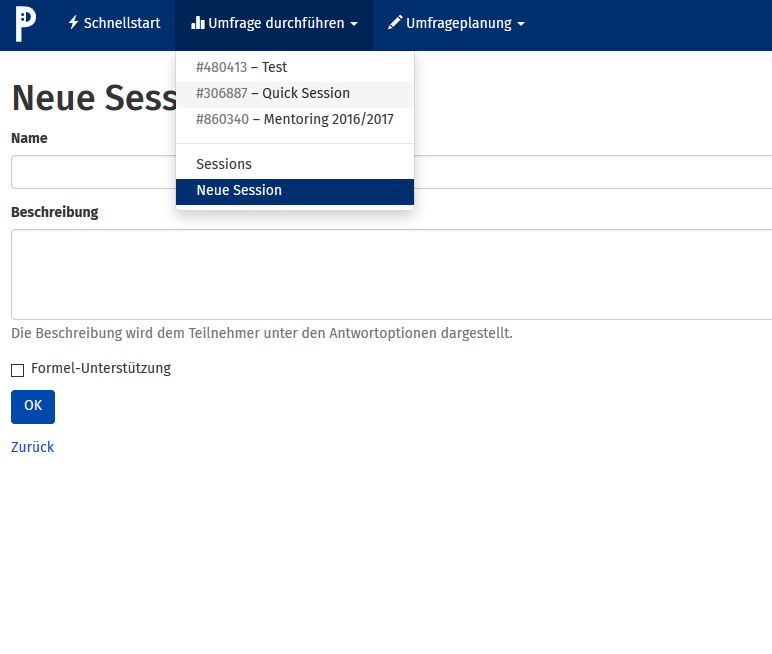 Schnellstart Umfrage durchführen Umfrageplanung
#480413 – Test
#306887 – Quick Session
#860340 – Mentoring 2016/2017
Sessions
Neue Session
Neue Sess
Name
Beschreibung
Die Beschreibung wird dem Teilnehmer unter den Antwortoptionen dargestellt.
Formel-Unterstützung
OK
Zurück